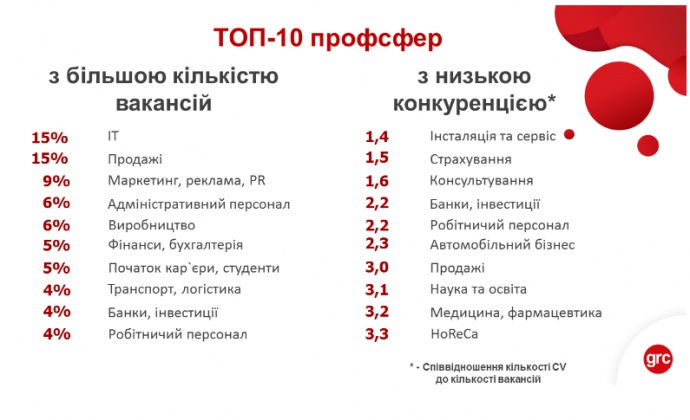 ТОП-10 профсфер
з більшою кількістю
вакансій
15% IT
15% Продажі
9% Маркетинг, реклама, PR
6% Адміністративний персонал
6% Виробництво
5% Фінанси, бухгалтерія
5% Початок кар`єри, студенти
4% Транспорт, логістика
4% Банки, інвестиції
4% Робітничий персонал
з низькою
конкуренцією*
1,4 Інсталяція та сервіс
1,5 Страхування
1,6 Консультування
2,2 Банки, інвестиції
2,2 Робітничий персонал
2,3 Автомобільний бізнес
3,0 Продажі
3,1 Наука та освіта
3,2 Медицина, фармацевтика
3,3 HoReCa
* - Співвідношення кількості CV
до кількості вакансій
grc